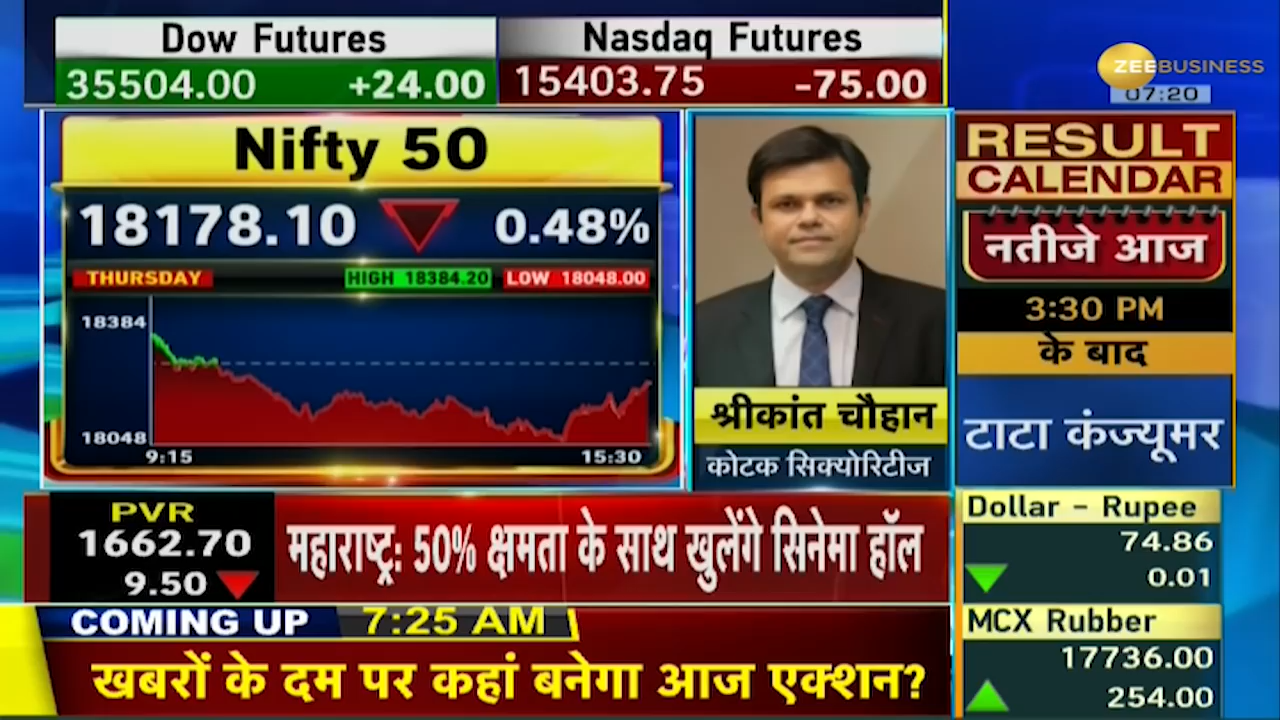 Dow Futures
35504.00 +24.00
Nasdaq Futures
15403.75 -75.00
ZEEBUSINESS
07:20
Nifty 50
18178.10 0.48%
THURSDAY HIGH 18384.20 LOW 18048.00
18384
18048
9:15 15:30
श्रीकांत चौहान
कोटक सिक्योरिटीज
RESULT
CALENDAR
नतीजे आज
3:30 PM
के बाद
टाटा कंज्यूमर
PVR
1662.70
9.50
महाराष्ट्र: 50% क्षमता के साथ खुलेंगे सिनेमा हॉल
Dollar - Rupee
74.86
0.01
MCX Rubber
17736.00
254.00
COMING UP 7:25 AM
खबरों के दम पर कहां बनेगा आज एक्शन?